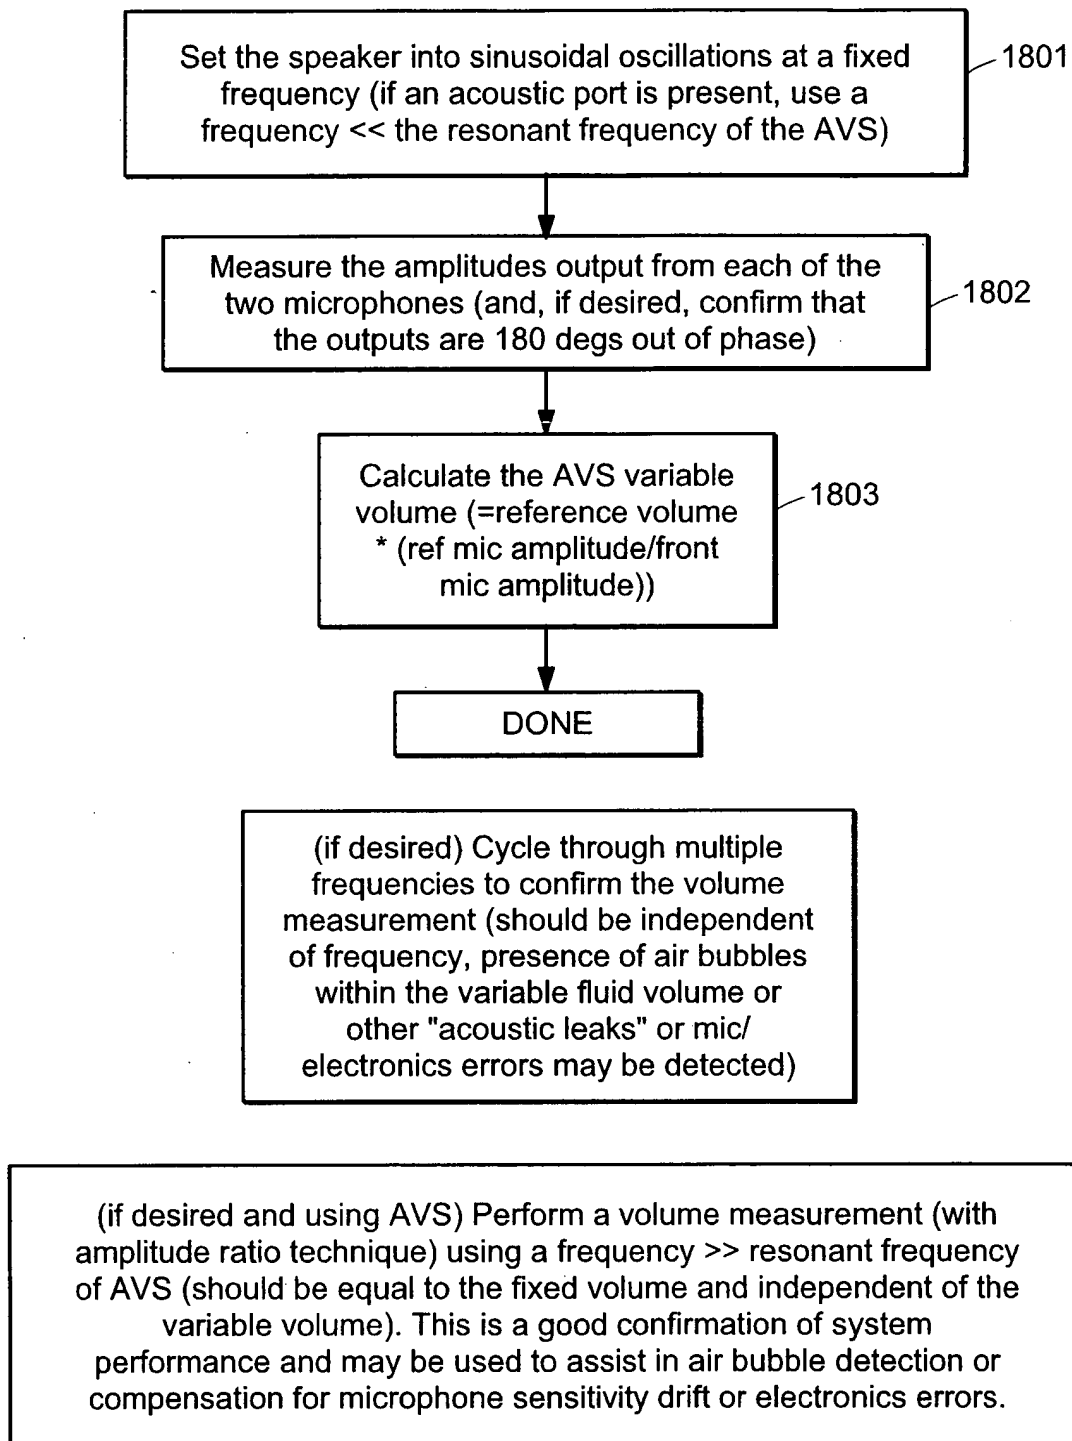 Set the speaker into sinusoidal oscillations at a fixed
frequency (if an acoustic port is present, use a
frequency << the resonant frequency of the AVS)
1801
Measure the amplitudes output from each of the
two microphones (and, if desired, confirm that
the outputs are 180 degs out of phase)
1802
Calculate the AVS variable
volume (=reference volume
* (ref mic amplitude/front
mic amplitude))
1803
DONE
(if desired) Cycle through multiple
frequencies to confirm the volume
measurement (should be independent
of frequency, presence of air bubbles
within the variable fluid volume or
other "acoustic leaks" or mic/
electronics errors may be detected)
(if desired and using AVS) Perform a volume measurement (with
amplitude ratio technique) using a frequency >> resonant frequency
of AVS (should be equal to the fixed volume and independent of the
variable volume). This is a good confirmation of system
performance and may be used to assist in air bubble detection or
compensation for microphone sensitivity drift or electronics errors.